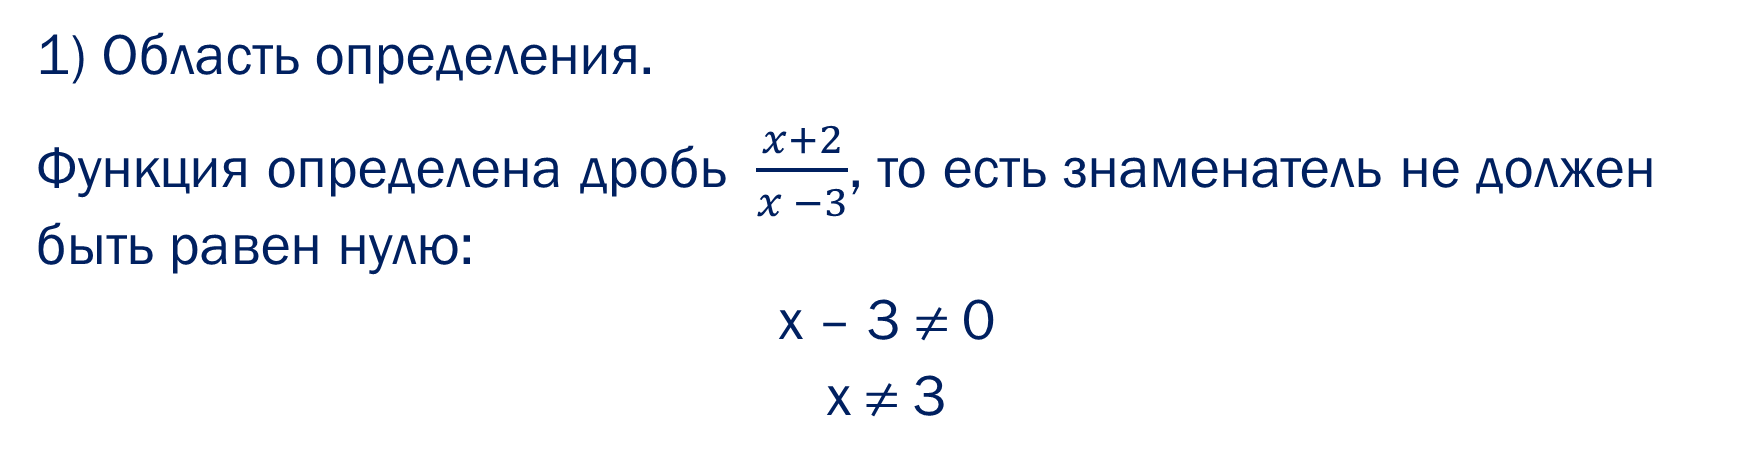 1) Область определения.
Функция определена дробь \frac{x+2}{x-3}, то есть знаменатель не должен
быть равен нулю:
x – 3 ≠ 0
x ≠ 3